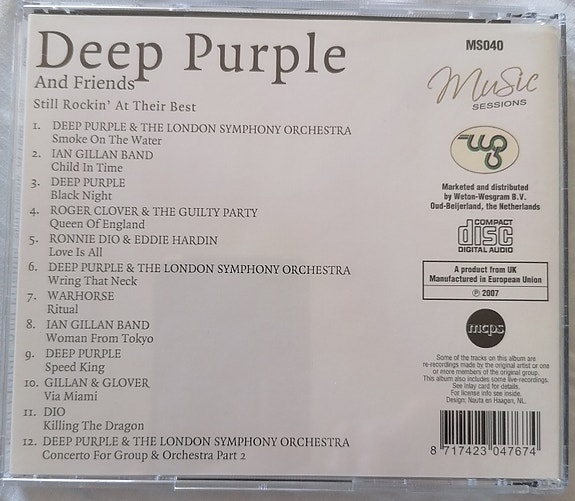 Deep Purple
And Friends
Still Rockin' At Their Best
1. DEEP PURPLE & THE LONDON SYMPHONY ORCHESTRA
Smoke On The Water
2. IAN GILLAN BAND
Child In Time
3. DEEP PURPLE
Black Night
4. ROGER CLOVER & THE GUILTY PARTY
Queen Of England
5. RONNIE DIO & EDDIE HARDIN
Love Is All
6. DEEP PURPLE & THE LONDON SYMPHONY ORCHESTRA
Wring That Neck
7. WARHORSE
Ritual
8. IAN GILLAN BAND
Woman From Tokyo
9. DEEP PURPLE
Speed King
10. GILLAN & GLOVER
Via Miami
11. DIO
Killing The Dragon
12. DEEP PURPLE & THE LONDON SYMPHONY ORCHESTRA
Concerto For Group & Orchestra Part 2
MS040
Music
SESSIONS
Marketed and distributed
by Weton-Wesgram B.V.
Oud-Beijerland, the Netherlands
COMPACT
disc
DIGITAL AUDIO
A product from UK
Manufactured in European Union
℗ 2007
mcps
Some of the tracks on this album are
re-recordings made by the original artist or one
or more members of the original group.
This album also includes some live-recordings.
See inlay card for details.
For license info see inside.
Design: Nauta en Haagen, NL.
8 717423 047674